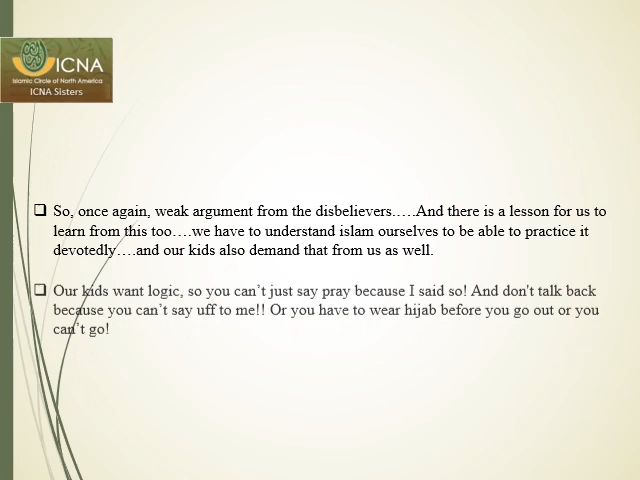 ICNA
Islamic Circle of North America
ICNA Sisters
So, once again, weak argument from the disbelievers.….And there is a lesson for us to
learn from this too….we have to understand islam ourselves to be able to practice it
devotedly….and our kids also demand that from us as well.
Our kids want logic, so you can’t just say pray because I said so! And don't talk back
because you can’t say uff to me!! Or you have to wear hijab before you go out or you
can’t go!